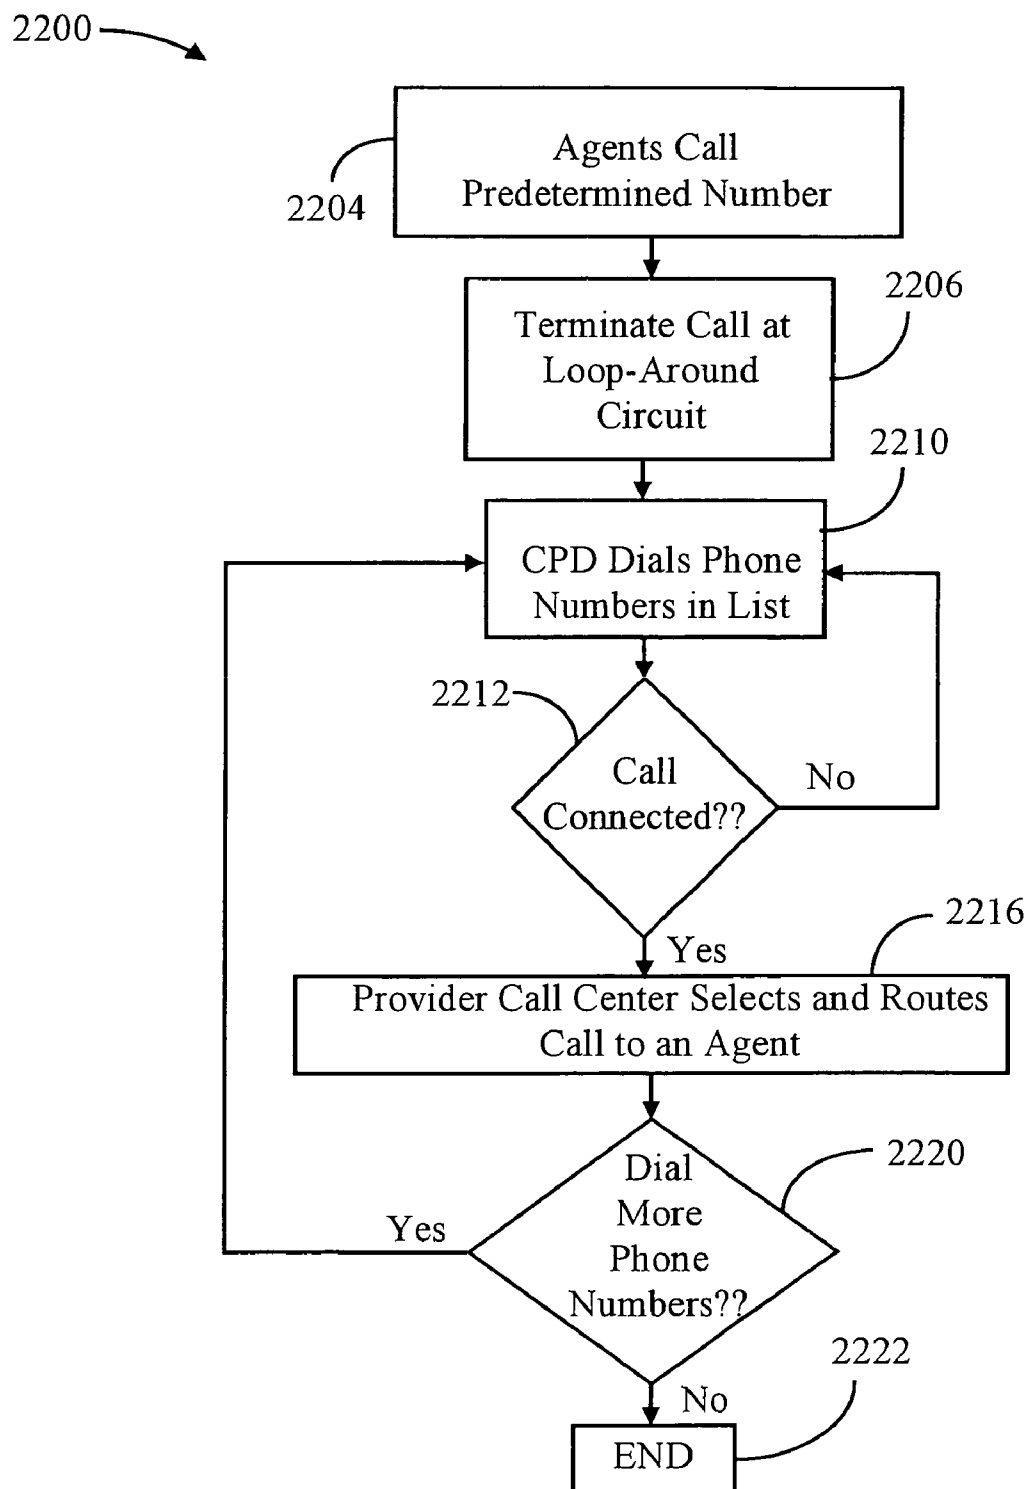 2200
Agents Call
Predetermined Number
2204
2206
Terminate Call at
Loop-Around
Circuit
2210
CPD Dials Phone
Numbers in List
2212
Call
Connected??
No
2216
Yes
Provider Call Center Selects and Routes
Call to an Agent
2220
Dial
More
Phone
Numbers??
Yes
2222
No
END